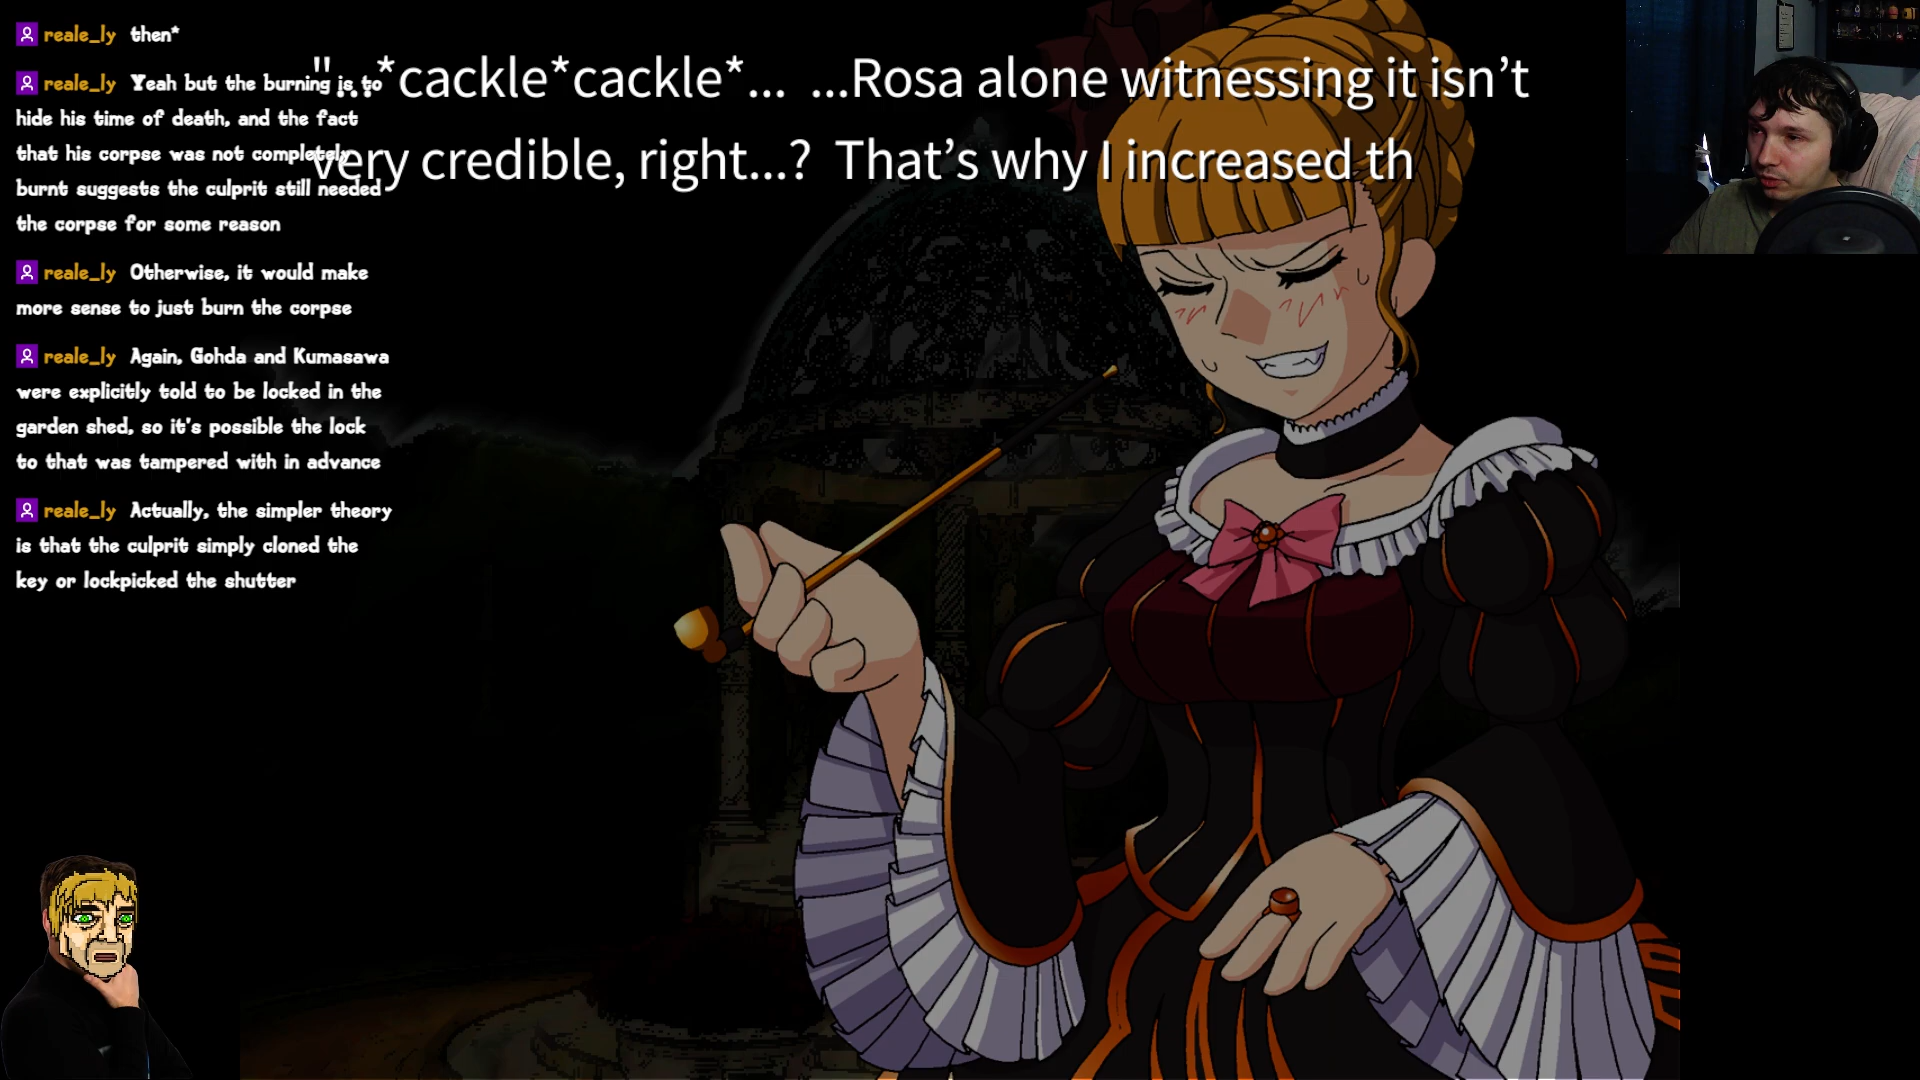 reale_ly then*
reale_ly Yeah but the burning is to
hide his time of death, and the fact
that his corpse was not completely
burnt suggests the culprit still needed
the corpse for some reason
reale_ly Otherwise, it would make
more sense to just burn the corpse
reale_ly Again, Gohda and Kumasawa
were explicitly told to be locked in the
garden shed, so it's possible the lock
to that was tampered with in advance
reale_ly Actually, the simpler theory
is that the culprit simply cloned the
key or lockpicked the shutter
"...*cackle*cackle*... ...Rosa alone witnessing it isn’t
very credible, right...? That’s why I increased th